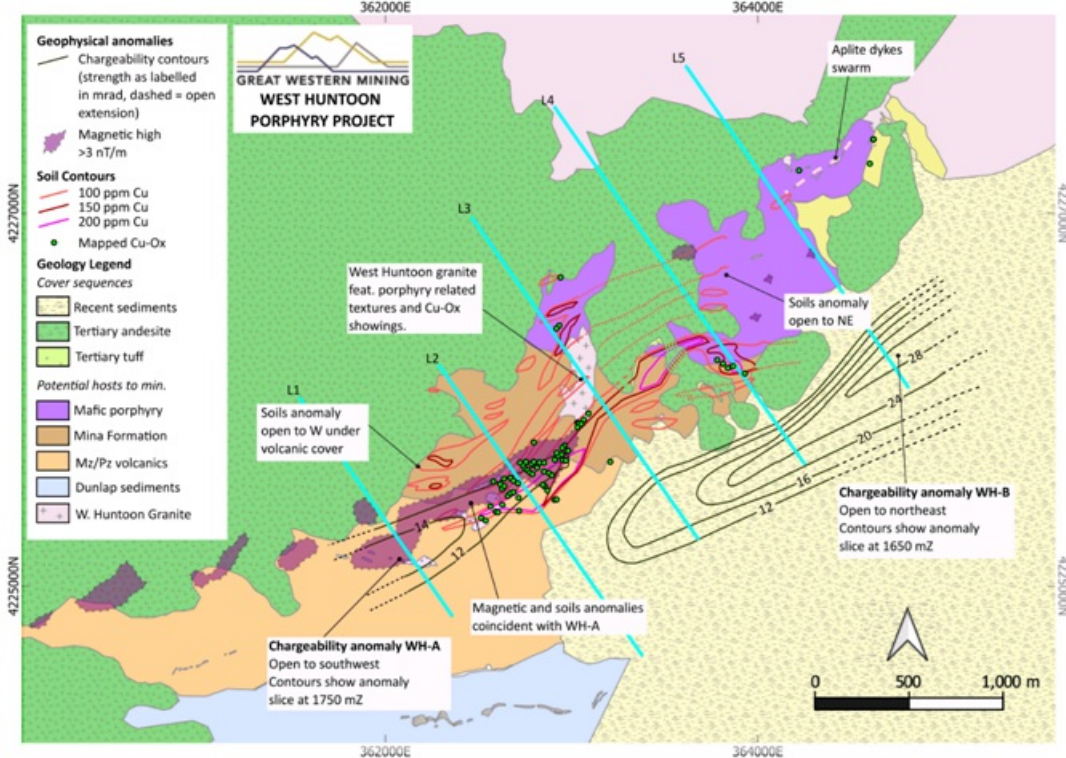 362000E
364000E
Geophysical anomalies
Chargeability contours
(strength as labelled
in mrad, dashed = open
extension)
Magnetic high
>3 nT/m
Soil Contours
100 ppm Cu
150 ppm Cu
200 ppm Cu
Mapped Cu-Ox
Geology Legend
Cover sequences
Recent sediments
Tertiary andesite
Tertiary tuff
Potential hosts to min.
Mafic porphyry
Mina Formation
Mz/Pz volcanics
Dunlap sediments
W. Huntoon Granite
GREAT WESTERN MINING
WEST HUNTOON
PORPHYRY PROJECT
Aplite dykes
swarm
L5
L4
L3
L2
L1
4227000N
4227000N
West Huntoon granite
feat. porphyry related
textures and Cu-Ox
showings.
Soils anomaly
open to NE
Soils anomaly
open to W under
volcanic cover
28
24
20
16
12
14
12
Chargeability anomaly WH-B
Open to northeast
Contours show anomaly
slice at 1650 mZ
4225000N
4225000N
Magnetic and soils anomalies
coincident with WH-A
Chargeability anomaly WH-A
Open to southwest
Contours show anomaly
slice at 1750 mZ
0
500
1,000 m
362000E
364000E